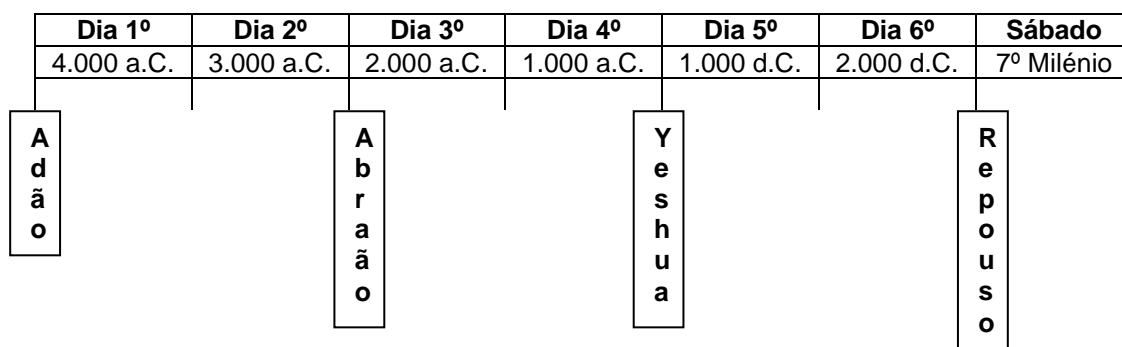 Dia 1º Dia 2º Dia 3º Dia 4º Dia 5º Dia 6º Sábado
4.000 a.C. 3.000 a.C. 2.000 a.C. 1.000 a.C. 1.000 d.C. 2.000 d.C. 7º Milénio
Adão
Abraão
Yeshua
Repouso